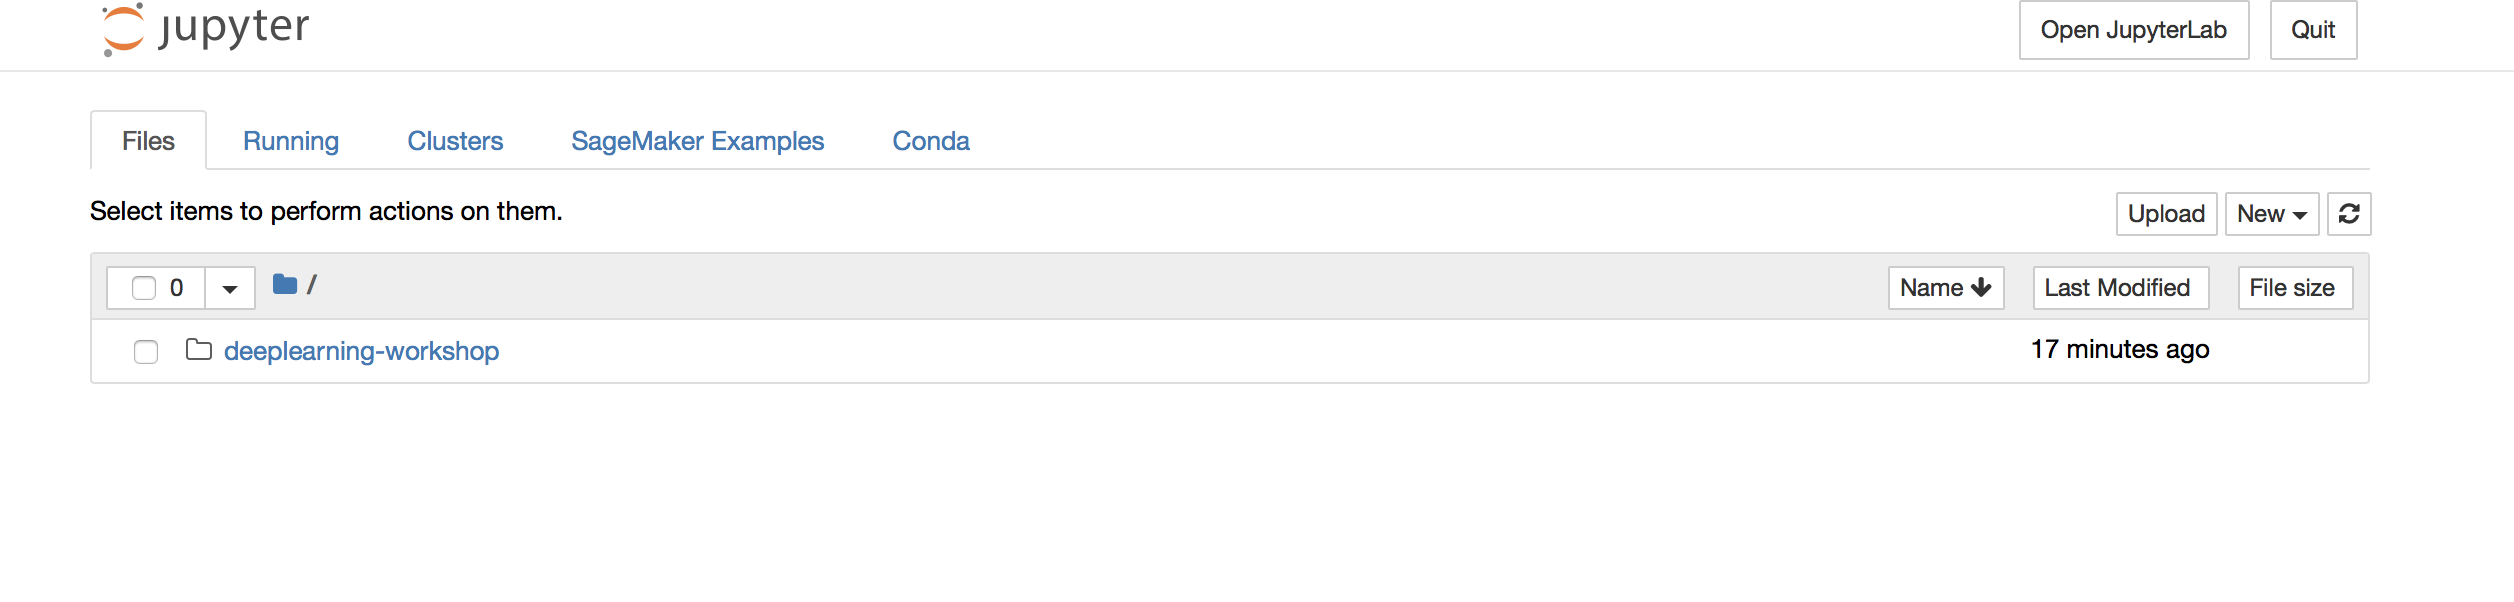 jupyter Open JupyterLab Quit
Files Running Clusters SageMaker Examples Conda
Select items to perform actions on them. Upload New
0 / Name Last Modified File size
deeplearning-workshop 17 minutes ago